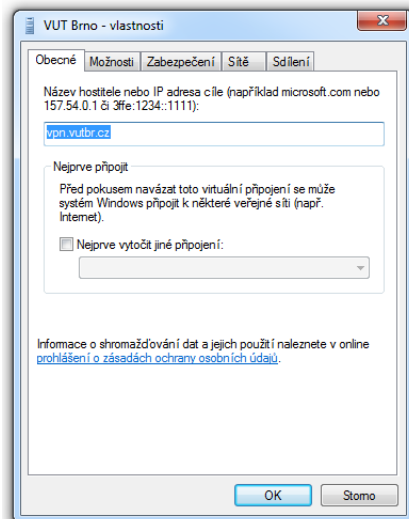 VUT Brno - vlastnosti
Obecné Možnosti Zabezpečení Sítě Sdílení
Název hostitele nebo IP adresa cíle (například microsoft.com nebo
157.54.0.1 či 3ffe:1234::1111):
vpn.vutbr.cz
Nejprve připojit
Před pokusem navázat toto virtuální připojení se může
systém Windows připojit k některé veřejné síti (např.
Internet).
Nejprve vytočit jiné připojení:
Informace o shromažďování dat a jejich použití naleznete v online
prohlášení o zásadách ochrany osobních údajů.
OK Storno